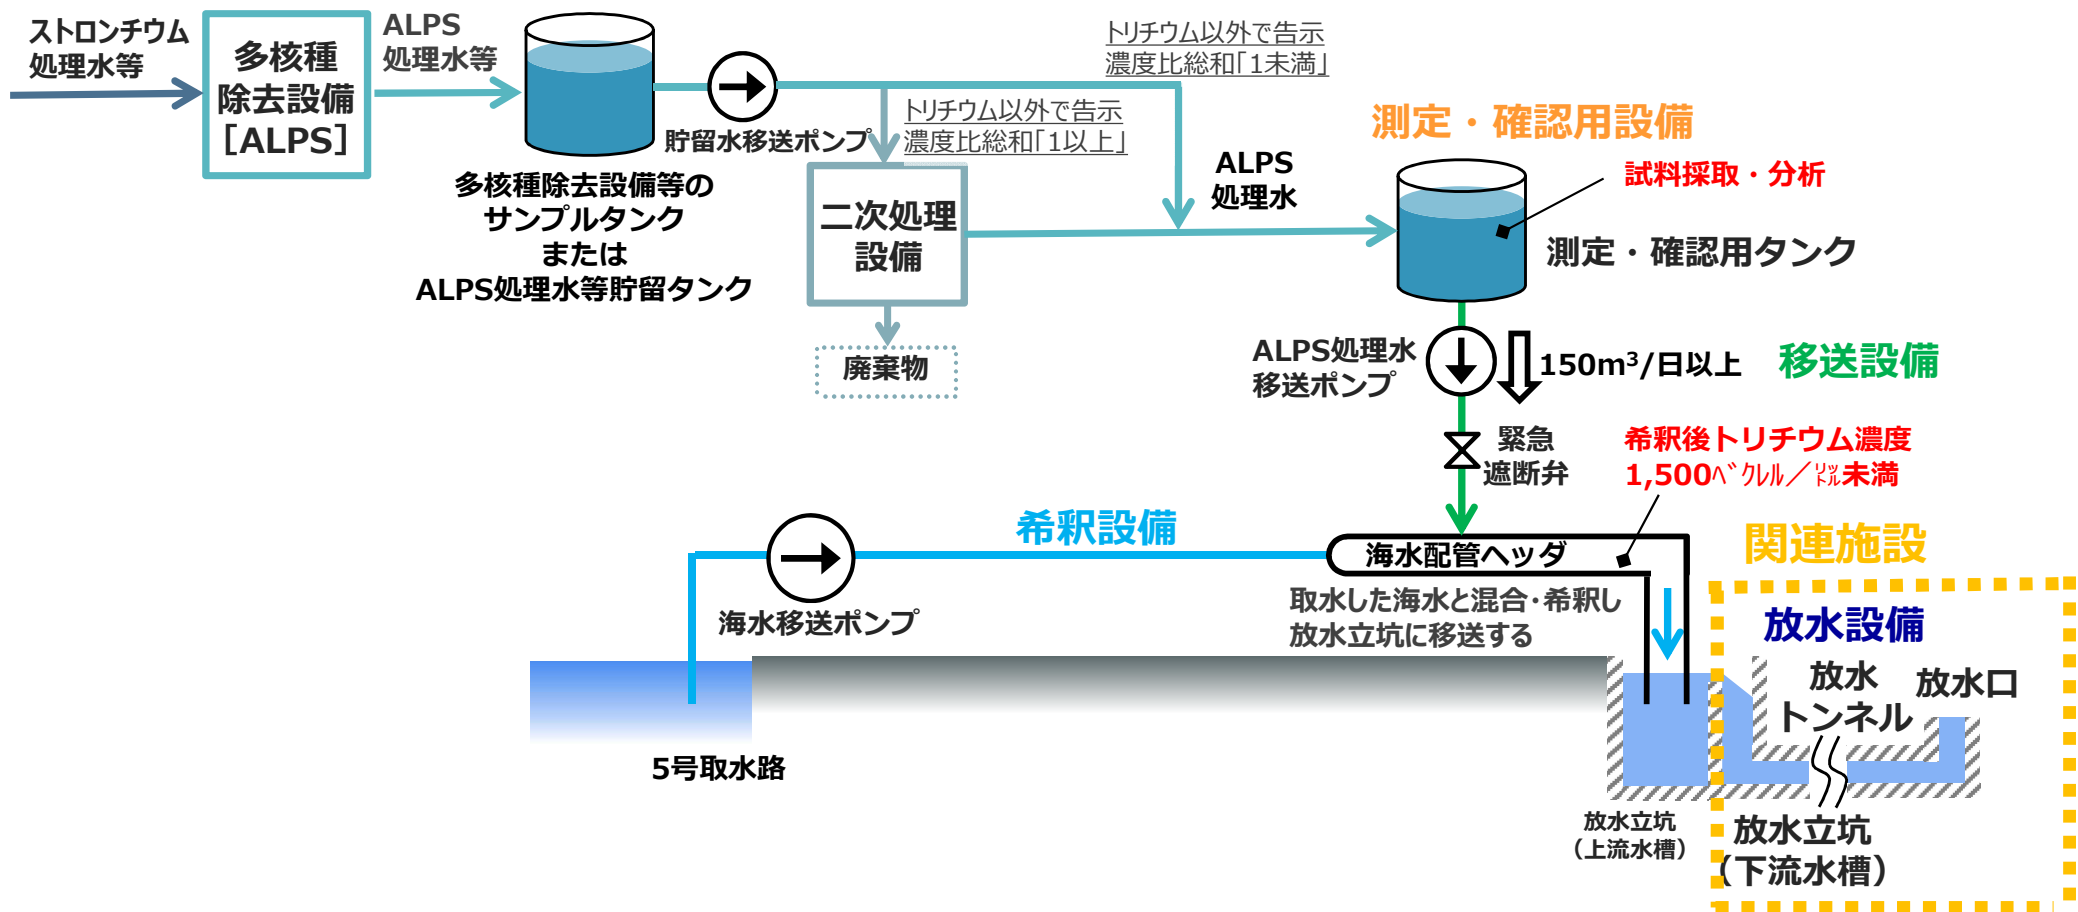 ストロンチウム
処理水等
多核種
除去設備
［ALPS］
ALPS
処理水等
多核種除去設備等の
サンプルタンク
または
ALPS処理水等貯留タンク
貯留水移送ポンプ
トリチウム以外で告示
濃度比総和｢1未満｣
トリチウム以外で告示
濃度比総和｢1以上｣
二次処理
設備
廃棄物
ALPS
処理水
測定・確認用設備
試料採取・分析
測定・確認用タンク
ALPS処理水
移送ポンプ
150m³/日以上
移送設備
緊急
遮断弁
希釈後トリチウム濃度
1,500ﾍﾞｸﾚﾙ／㍑未満
希釈設備
海水配管ヘッダ
関連施設
海水移送ポンプ
取水した海水と混合･希釈し
放水立坑に移送する
放水設備
放水
トンネル
放水口
5号取水路
放水立坑
（上流水槽）
放水立坑
（下流水槽）